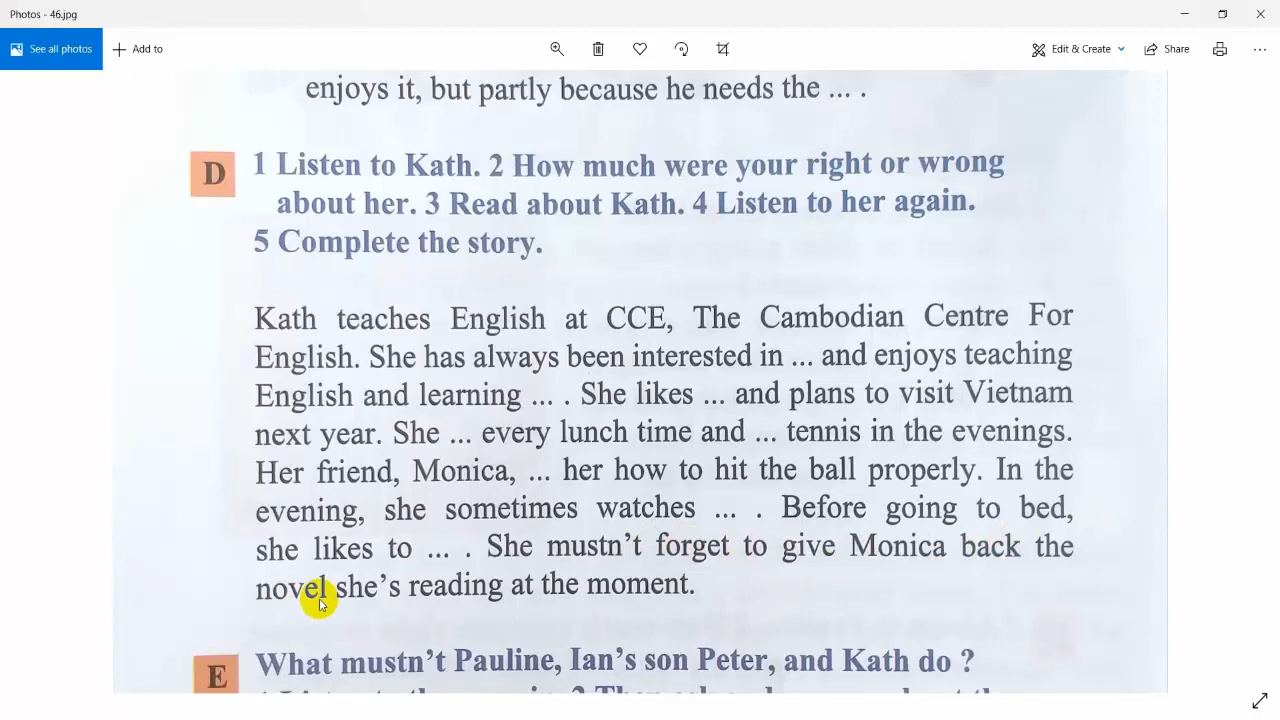 Photos - 46.jpg
See all photos
Add to
Edit & Create
Share
enjoys it, but partly because he needs the ... .
D
1 Listen to Kath. 2 How much were your right or wrong
about her. 3 Read about Kath. 4 Listen to her again.
5 Complete the story.
Kath teaches English at CCE, The Cambodian Centre For
English. She has always been interested in ... and enjoys teaching
English and learning ... . She likes ... and plans to visit Vietnam
next year. She ... every lunch time and ... tennis in the evenings.
Her friend, Monica, ... her how to hit the ball properly. In the
evening, she sometimes watches ... . Before going to bed,
she likes to ... . She mustn't forget to give Monica back the
novel she's reading at the moment.
E
What mustn't Pauline, Ian's son Peter, and Kath do ?